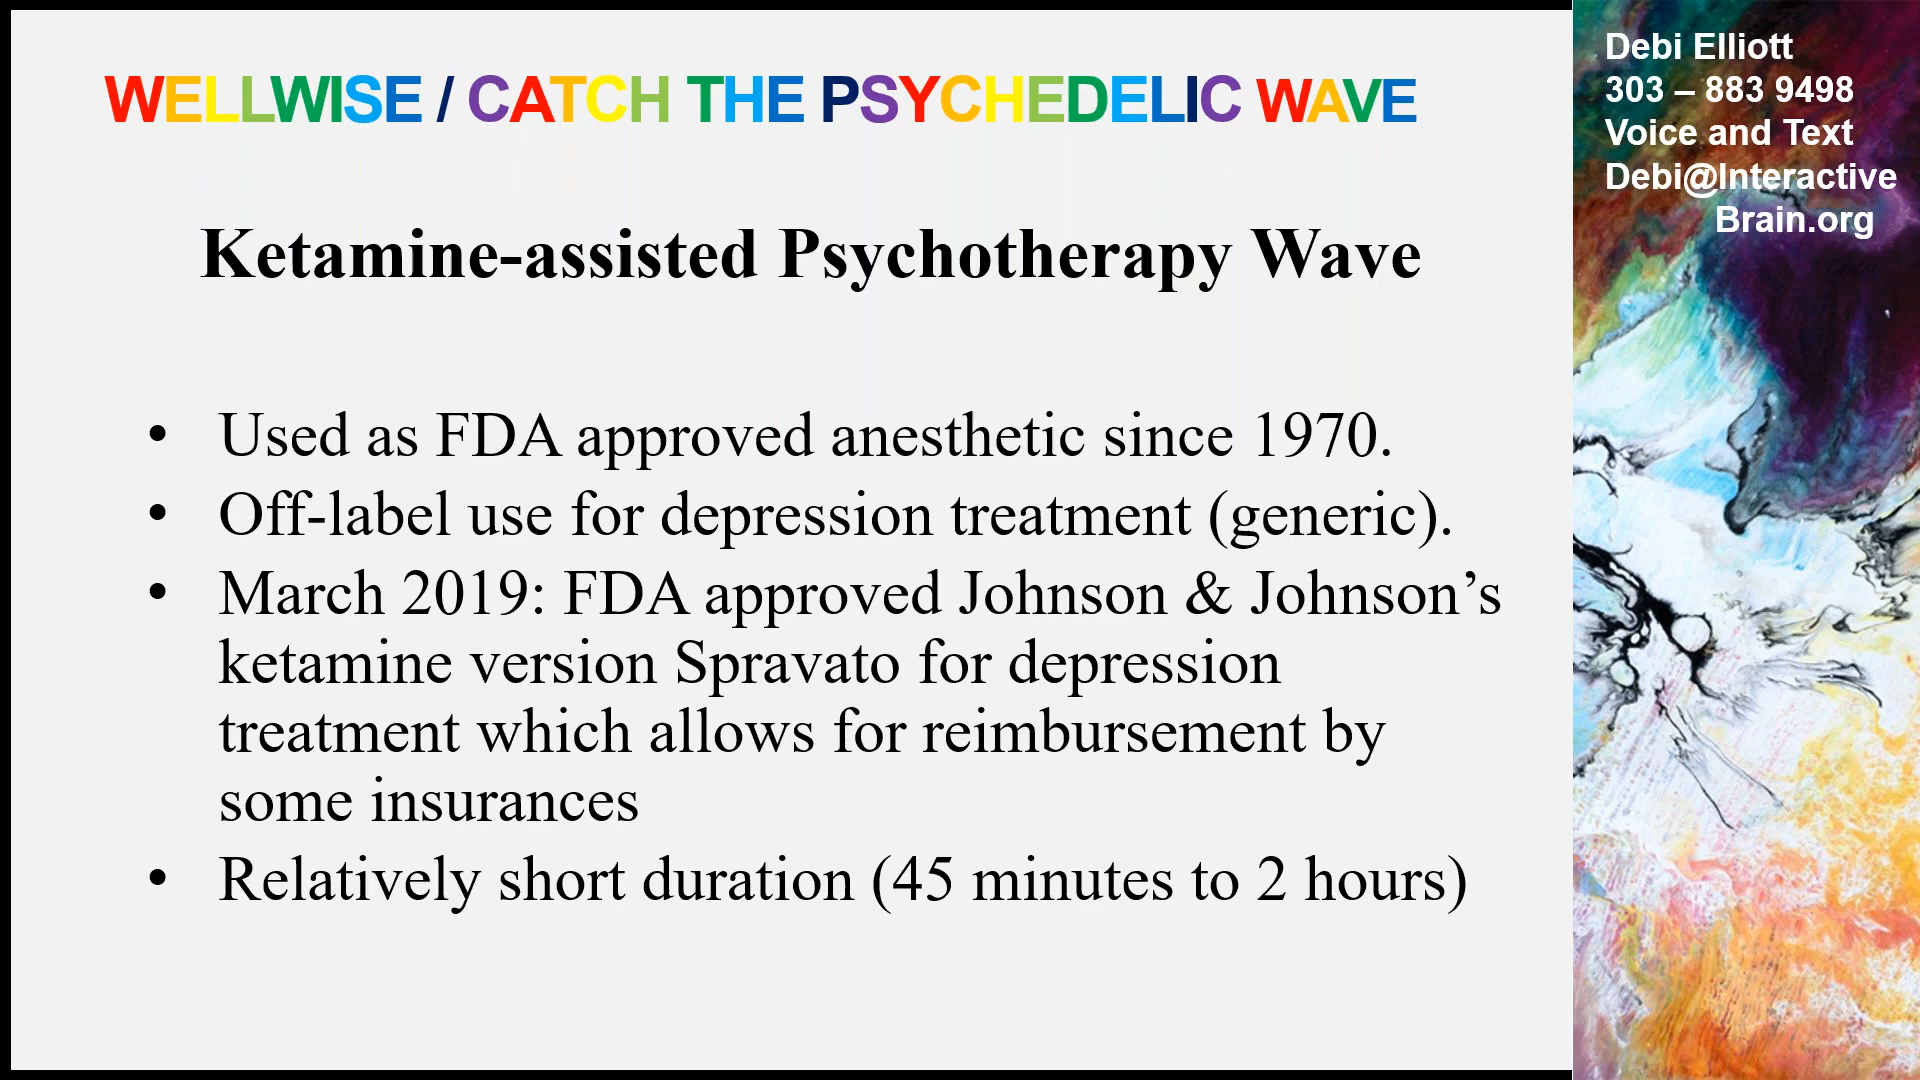 WELLWISE / CATCH THE PSYCHEDELIC WAVE
Ketamine-assisted Psychotherapy Wave
• Used as FDA approved anesthetic since 1970.
• Off-label use for depression treatment (generic).
• March 2019: FDA approved Johnson & Johnson’s
ketamine version Spravato for depression
treatment which allows for reimbursement by
some insurances
• Relatively short duration (45 minutes to 2 hours)
Debi Elliott
303 – 883 9498
Voice and Text
Debi@Interactive
Brain.org